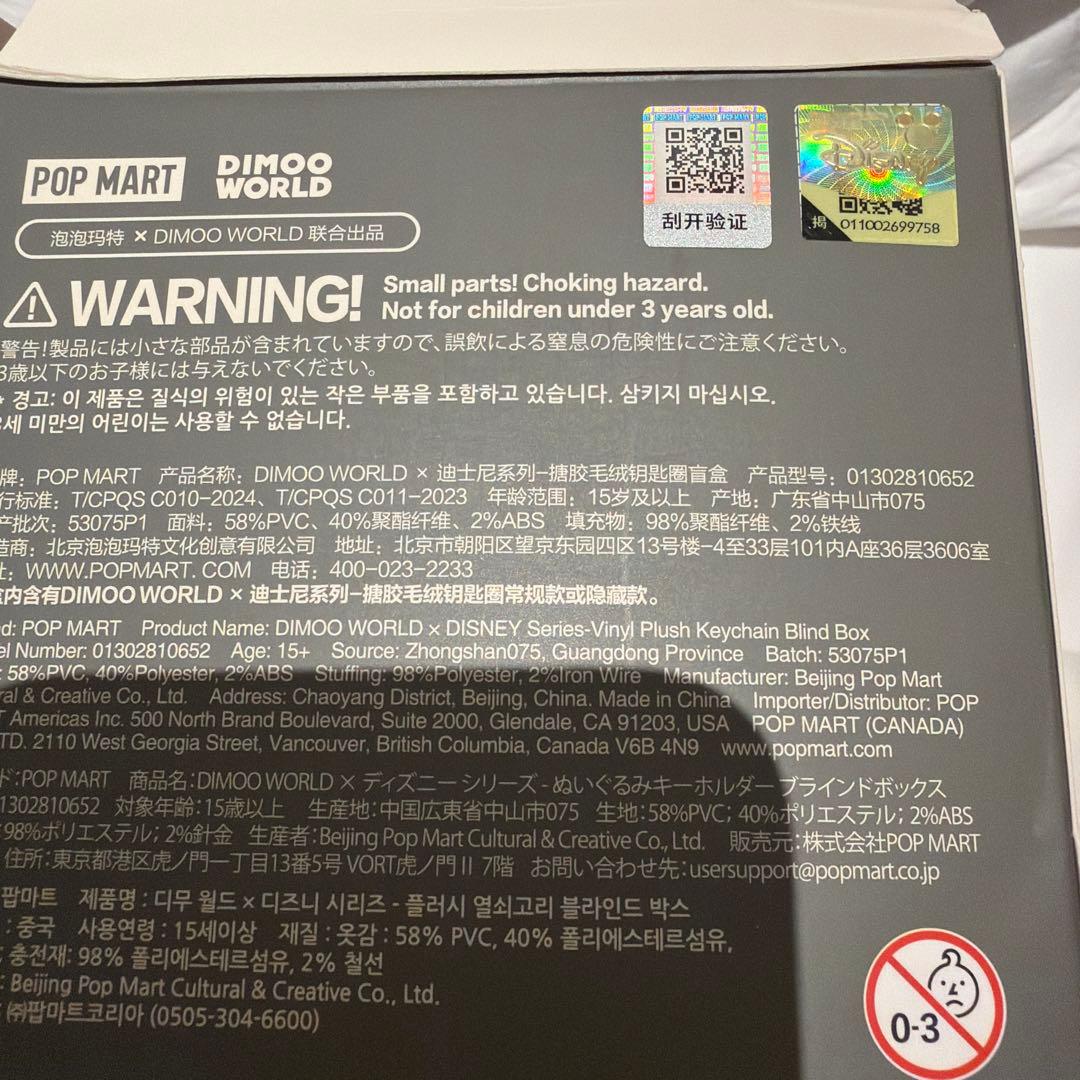 POP MART
DIMOO WORLD
泡泡玛特 × DIMOO WORLD 联合出品
刮开验证
Disney
揭 011002699758
WARNING! Small parts! Choking hazard.
Not for children under 3 years old.
警告!製品には小さな部品が含まれていますので、誤飲による窒息の危険性にご注意ください。
3歳以下のお子様には与えないでください。
경고: 이 제품은 질식의 위험이 있는 작은 부품을 포함하고 있습니다. 삼키지 마십시오.
세 미만의 어린이는 사용할 수 없습니다.
牌：POP MART 产品名称：DIMOO WORLD × 迪士尼系列-搪胶毛绒钥匙圈盲盒 产品型号：01302810652
行标准：T/CPQS C010-2024、T/CPQS C011-2023 年龄范围：15岁及以上 产地：广东省中山市075
产批次：53075P1 面料：58%PVC、40%聚酯纤维、2%ABS 填充物：98%聚酯纤维、2%铁线
造商：北京泡泡玛特文化创意有限公司 地址：北京市朝阳区望京东园四区13号楼-4至33层101内A座36层3606室
址：WWW.POPMART.COM 电话：400-023-2233
盒内含有DIMOO WORLD × 迪士尼系列-搪胶毛绒钥匙圈常规款或隐藏款。
nd: POP MART Product Name: DIMOO WORLD × DISNEY Series-Vinyl Plush Keychain Blind Box
el Number: 01302810652 Age: 15+ Source: Zhongshan075, Guangdong Province Batch: 53075P1
: 58%PVC, 40%Polyester, 2%ABS Stuffing: 98%Polyester, 2%Iron Wire Manufacturer: Beijing Pop Mart
ral & Creative Co., Ltd. Address: Chaoyang District, Beijing, China. Made in China Importer/Distributor: POP
T Americas Inc. 500 North Brand Boulevard, Suite 2000, Glendale, CA 91203, USA POP MART (CANADA)
TD. 2110 West Georgia Street, Vancouver, British Columbia, Canada V6B 4N9 www.popmart.com
ド:POP MART 商品名:DIMOO WORLD × ディズニーシリーズ - ぬいぐるみキーホルダー ブラインドボックス
01302810652 対象年齢:15歳以上 生産地:中国広東省中山市075 生地:58%PVC; 40%ポリエステル; 2%ABS
:98%ポリエステル; 2%針金 生産者:Beijing Pop Mart Cultural & Creative Co., Ltd. 販売元:株式会社POP MART
住所:東京都港区虎ノ門一丁目13番5号 VORT虎ノ門Ⅱ 7階 お問い合わせ先:usersupport@popmart.co.jp
팝마트 제품명 : 디무 월드 × 디즈니 시리즈 - 플러시 열쇠고리 블라인드 박스
: 중국 사용연령 : 15세이상 재질 : 옷감 : 58% PVC, 40% 폴리에스테르섬유,
; 충전재: 98% 폴리에스테르섬유, 2% 철선
: Beijing Pop Mart Cultural & Creative Co., Ltd.
: ㈜팝마트코리아 (0505-304-6600)
0-3